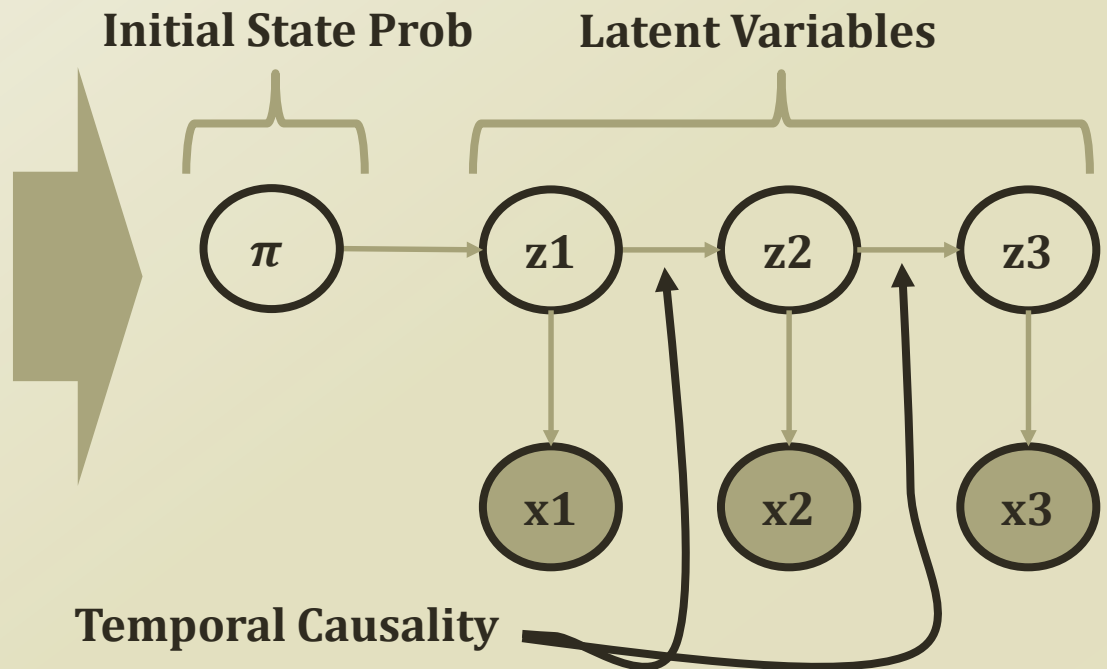 Initial State Prob
Latent Variables
π
z1
z2
z3
x1
x2
x3
Temporal Causality